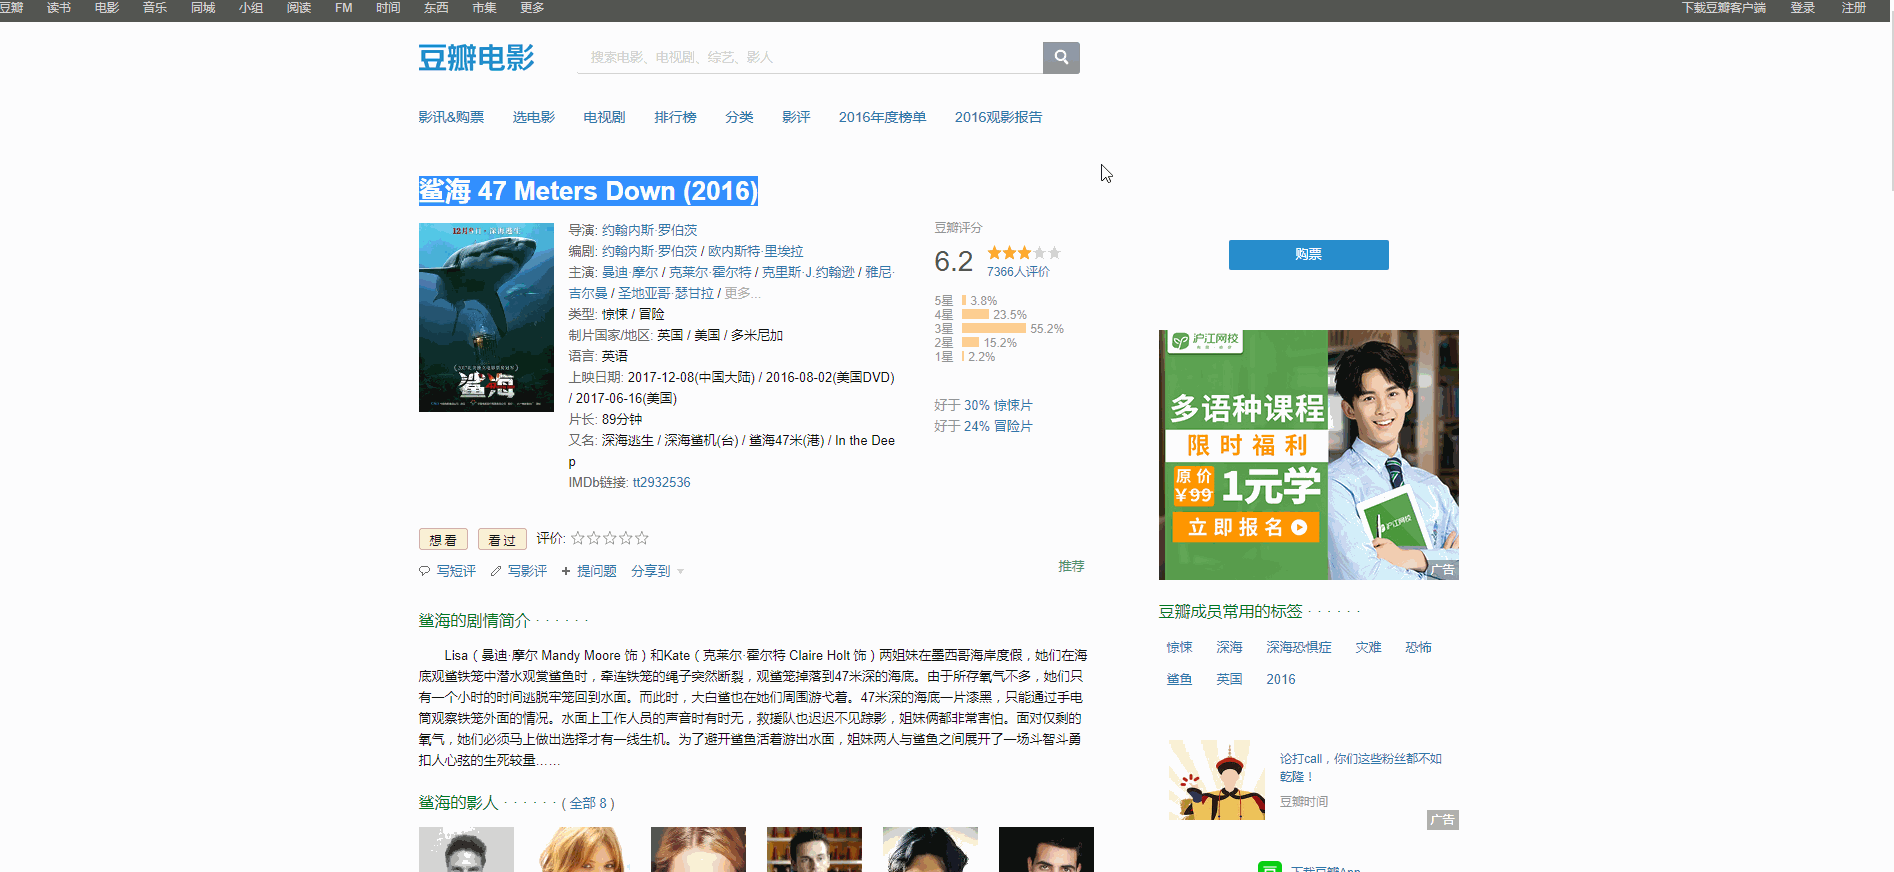 豆瓣 读书 电影 音乐 同城 小组 阅读 FM 时间 东西 市集 更多 下载豆瓣客户端 登录 注册
豆瓣电影
搜索电影、电视剧、综艺、影人
影讯&购票 选电影 电视剧 排行榜 分类 影评 2016年度榜单 2016观影报告
鲨海 47 Meters Down (2016)
12月8日·深海逃生
鲨海
导演: 约翰内斯·罗伯茨
编剧: 约翰内斯·罗伯茨 / 欧内斯特·里埃拉
主演: 曼迪·摩尔 / 克莱尔·霍尔特 / 克里斯·J.约翰逊 / 雅尼·
吉尔曼 / 圣地亚哥·瑟甘拉 / 更多...
类型: 惊悚 / 冒险
制片国家/地区: 英国 / 美国 / 多米尼加
语言: 英语
上映日期: 2017-12-08(中国大陆) / 2016-08-02(美国DVD)
/ 2017-06-16(美国)
片长: 89分钟
又名: 深海逃生 / 深海鲨机(台) / 鲨海47米(港) / In the Dee
p
IMDb链接: tt2932536
豆瓣评分
6.2
7366人评价
5星 3.8%
4星 23.5%
3星 55.2%
2星 15.2%
1星 2.2%
好于 30% 惊悚片
好于 24% 冒险片
想看 看过 评价:
写短评 写影评 + 提问题 分享到
推荐
鲨海的剧情简介 · · · · · ·
Lisa（曼迪·摩尔 Mandy Moore 饰）和Kate（克莱尔·霍尔特 Claire Holt 饰）两姐妹在墨西哥海岸度假，她们在海
底观鲨铁笼中潜水观赏鲨鱼时，牵连铁笼的绳子突然断裂，观鲨笼掉落到47米深的海底。由于所存氧气不多，她们只
有一个小时的时间逃脱牢笼回到水面。而此时，大白鲨也在她们周围游弋着。47米深的海底一片漆黑，只能通过手电
筒观察铁笼外面的情况。水面上工作人员的声音时有时无，救援队也迟迟不见踪影，姐妹俩都非常害怕。面对仅剩的
氧气，她们必须马上做出选择才有一线生机。为了避开鲨鱼活着游出水面，姐妹两人与鲨鱼之间展开了一场斗智斗勇
扣人心弦的生死较量……
鲨海的影人 · · · · · · ( 全部 8 )
购票
沪江网校
多语种课程
限时福利
原价
¥99
1元学
立即报名
沪江网校
广告
豆瓣成员常用的标签 · · · · · ·
惊悚 深海 深海恐惧症 灾难 恐怖
鲨鱼 英国 2016
论打call，你们这些粉丝都不如
乾隆！
豆瓣时间
广告
豆 下载豆瓣App